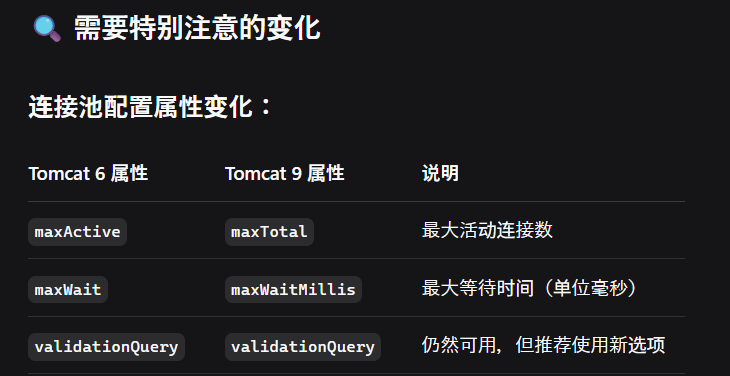 🔍 需要特别注意的变化
连接池配置属性变化：
Tomcat 6 属性 Tomcat 9 属性 说明
maxActive maxTotal 最大活动连接数
maxWait maxWaitMillis 最大等待时间（单位毫秒）
validationQuery validationQuery 仍然可用，但推荐使用新选项